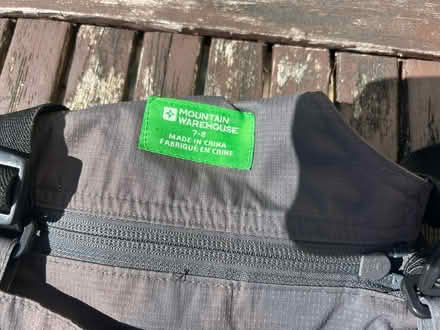 MOUNTAIN
WAREHOUSE
7-8
MADE IN CHINA
FABRIQUÉ EN CHINE